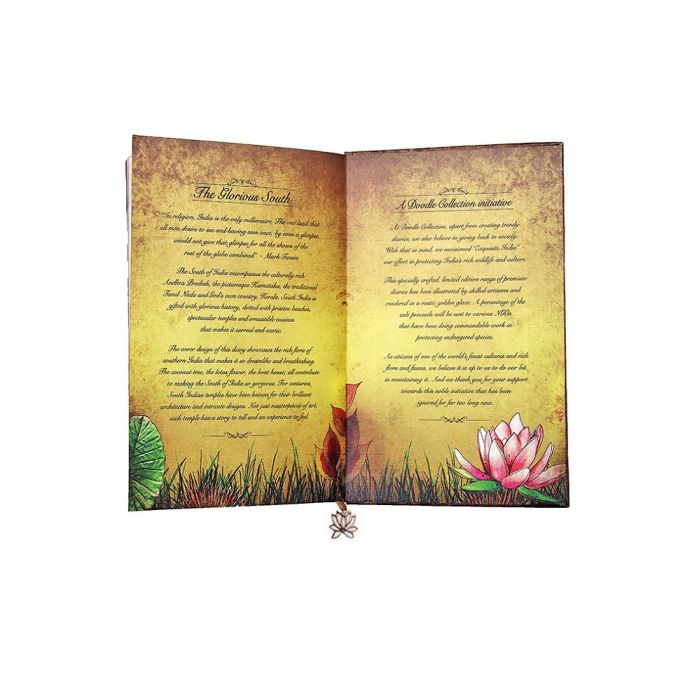 The Glorious South
"In religion, India is the only millionaire. The one land that
all men desire to see and having seen once, by even a glimpse,
would not give that glimpse for all the shows of the
rest of the globe combined." - Mark Twain
The South of India encompasses the culturally rich
Andhra Pradesh, the picturesque Karnataka, the traditional
Tamil Nadu and God's own country, Kerala. South India is
gifted with glorious history, dotted with pristine beaches,
spectacular temples and irresistible cuisines
that makes it surreal and exotic.
The cover design of this diary showcases the rich flora of
southern India that makes it so dreamlike and breathtaking.
The coconut tree, the lotus flower, the boat house; all contribute
to making the South of India so gorgeous. For centuries,
South Indian temples have been known for their brilliant
architecture and intricate designs. Not just masterpieces of art,
each temple has a story to tell and an experience to feel.
A Doodle Collection initiative
At Doodle Collection, apart from creating trendy
diaries, we also believe in giving back to society.
With that in mind, we envisioned "Exquisite India"
our effort in protecting India's rich wildlife and culture.
This specially crafted, limited edition range of premium
diaries has been illustrated by skilled artisans and
rendered in a rustic golden glaze. A percentage of the
sale proceeds will be sent to various NGOs
that have been doing commendable work in
protecting endangered species.
As citizens of one of the world's finest cultures and rich
flora and fauna, we believe it is up to us to do our bit
in maintaining it. And we thank you for your support
towards this noble initiative that has been
ignored for far too long now.